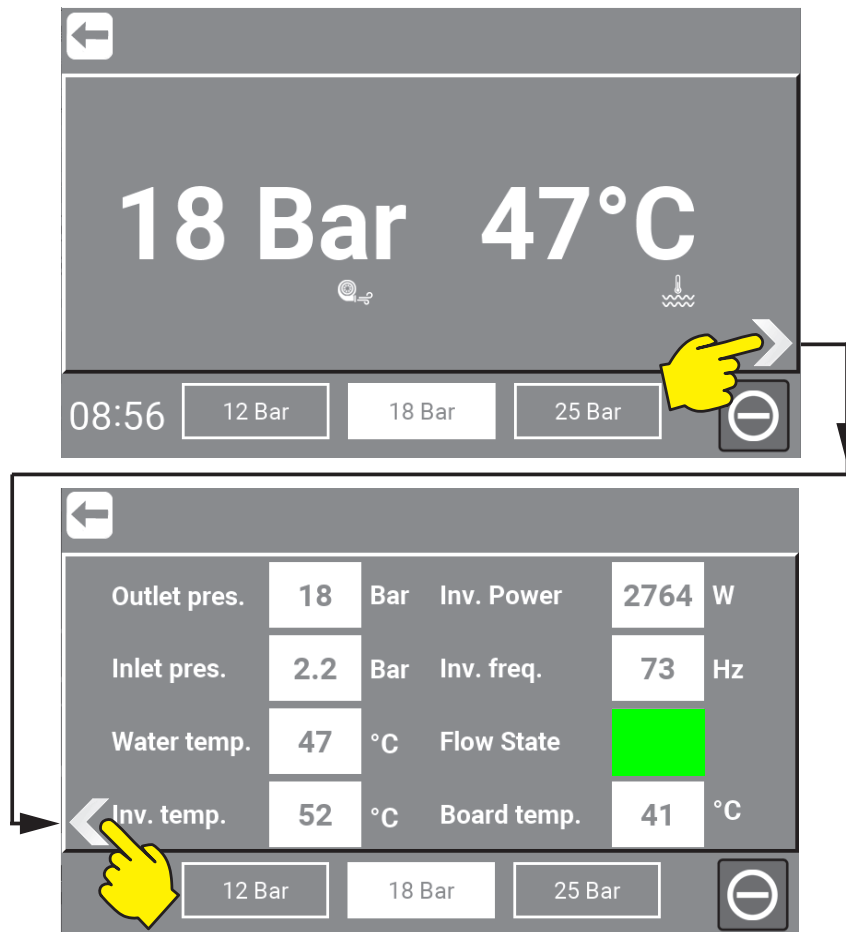 18 Bar 47°C
08:56 12 Bar 18 Bar 25 Bar
Outlet pres. 18 Bar Inv. Power 2764 W
Inlet pres. 2.2 Bar Inv. freq. 73 Hz
Water temp. 47 °C Flow State
Inv. temp. 52 °C Board temp. 41 °C
12 Bar 18 Bar 25 Bar